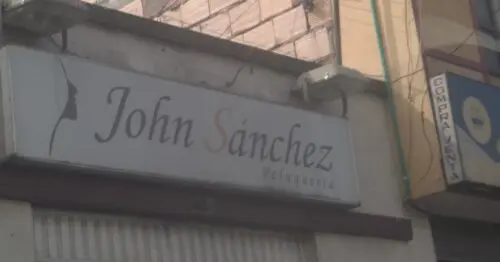 John Sánchez
Peluquería
COMPRA VENTA